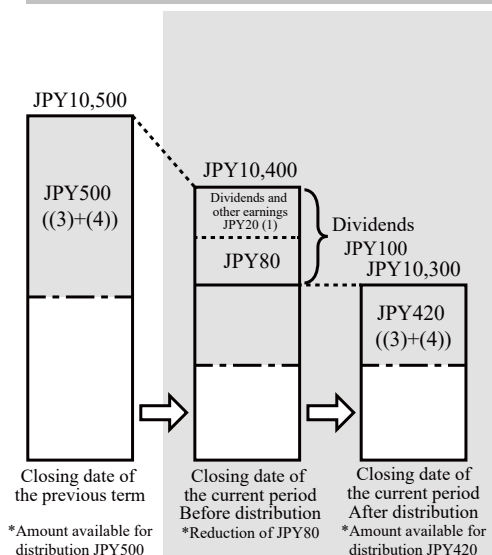 JPY10,500
JPY500
((3)+(4))
Closing date of
the previous term
*Amount available for
distribution JPY500
JPY10,400
Dividends and
other earnings
JPY20 (1)
JPY80
Dividends
JPY100
Closing date of
the current period
Before distribution
*Reduction of JPY80
JPY10,300
JPY420
((3)+(4))
Closing date of
the current period
After distribution
*Amount available for
distribution JPY420